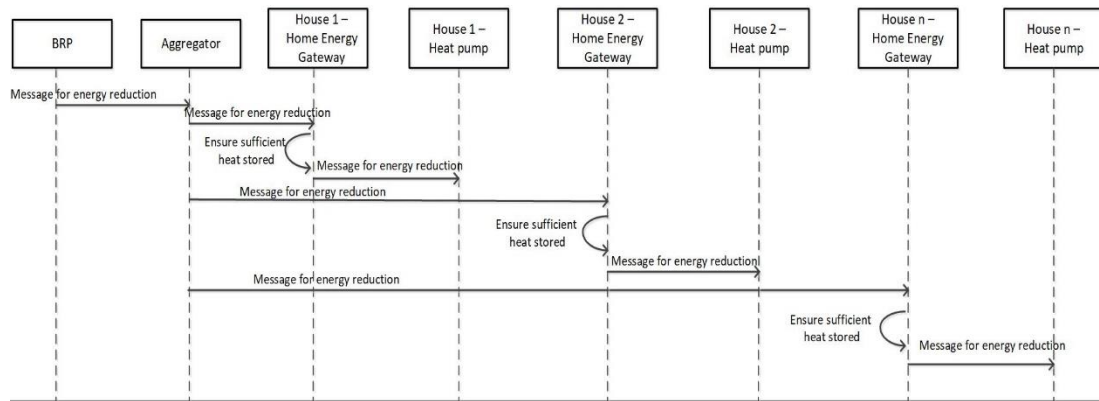 BRP
Aggregator
House 1 –
Home Energy
Gateway
House 1 –
Heat pump
House 2 –
Home Energy
Gateway
House 2 –
Heat pump
House n –
Home Energy
Gateway
House n –
Heat pump
Message for energy reduction
Message for energy reduction
Ensure sufficient
heat stored
Message for energy reduction
Message for energy reduction
Ensure sufficient
heat stored
Message for energy reduction
Message for energy reduction
Ensure sufficient
heat stored
Message for energy reduction